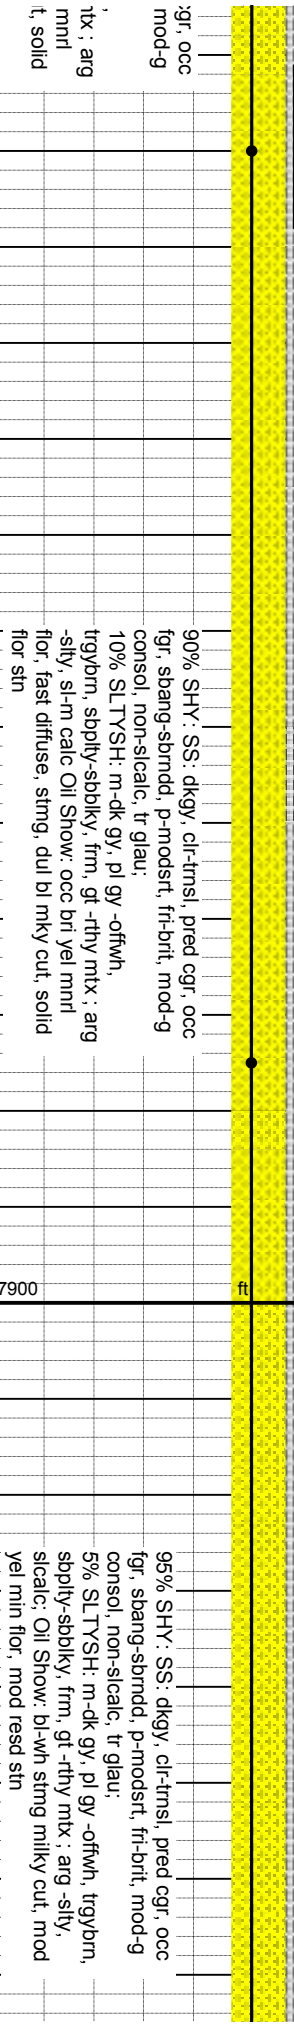 :gr, occ
mod-g
,
ntx ; arg
mnrl
t, solid
90% SHY: SS: dkgy, clr-trnsl, pred cgr, occ
fgr, sbang-sbrndd, p-modsrt, fri-brit, mod-g
consol, non-slcalc, tr glau;
10% SLTYSH: m-dk gy, pl gy -offwh,
trgybrn, sbplty-sbblky, frm, gt -rthy mtx ; arg
-slty, sl-m calc Oil Show: occ bri yel mnrl
flor, fast diffuse, stmg, dul bl mky cut, solid
flor stn
7900
ft
95% SHY: SS: dkgy, clr-trnsl, pred cgr, occ
fgr, sbang-sbrndd, p-modsrt, fri-brit, mod-g
consol, non-slcalc, tr glau;
5% SLTYSH: m-dk gy, pl gy -offwh, trgybrn,
sbplty-sbblky, frm, gt -rthy mtx ; arg -slty,
slcalc; Oil Show: bl-wh stmg milky cut, mod
yel min flor, mod resd stn